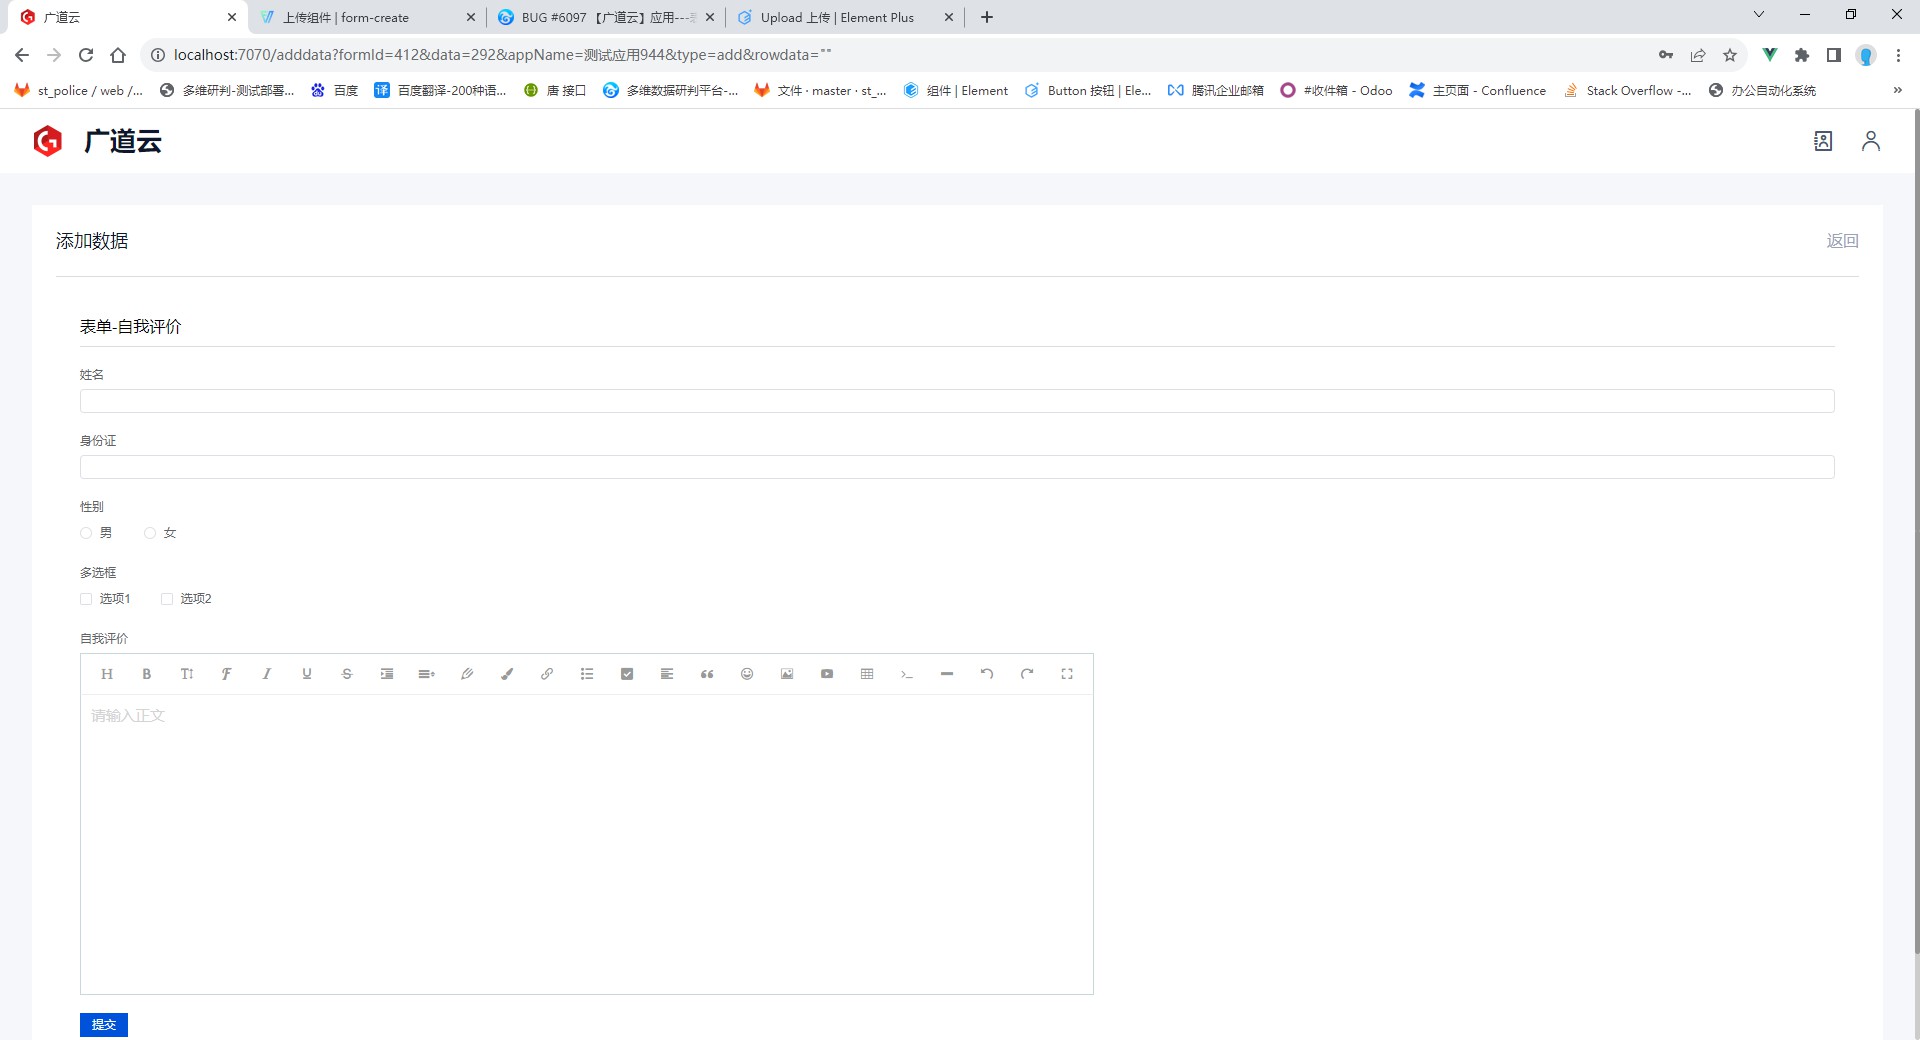 广道云
上传组件 | form-create
BUG #6097 【广道云】应用---
Upload 上传 | Element Plus
localhost:7070/adddata?formId=412&data=292&appName=测试应用944&type=add&rowdata=""
st_police / web /...
多维研判-测试部署...
百度
译 百度翻译-200种语...
唐 接口
多维数据研判平台-...
文件 · master · st_...
组件 | Element
Button 按钮 | Ele...
腾讯企业邮箱
#收件箱 - Odoo
主页面 - Confluence
Stack Overflow -...
办公自动化系统
广道云
添加数据
返回
表单-自我评价
姓名
身份证
性别
男 女
多选框
选项1 选项2
自我评价
请输入正文
提交